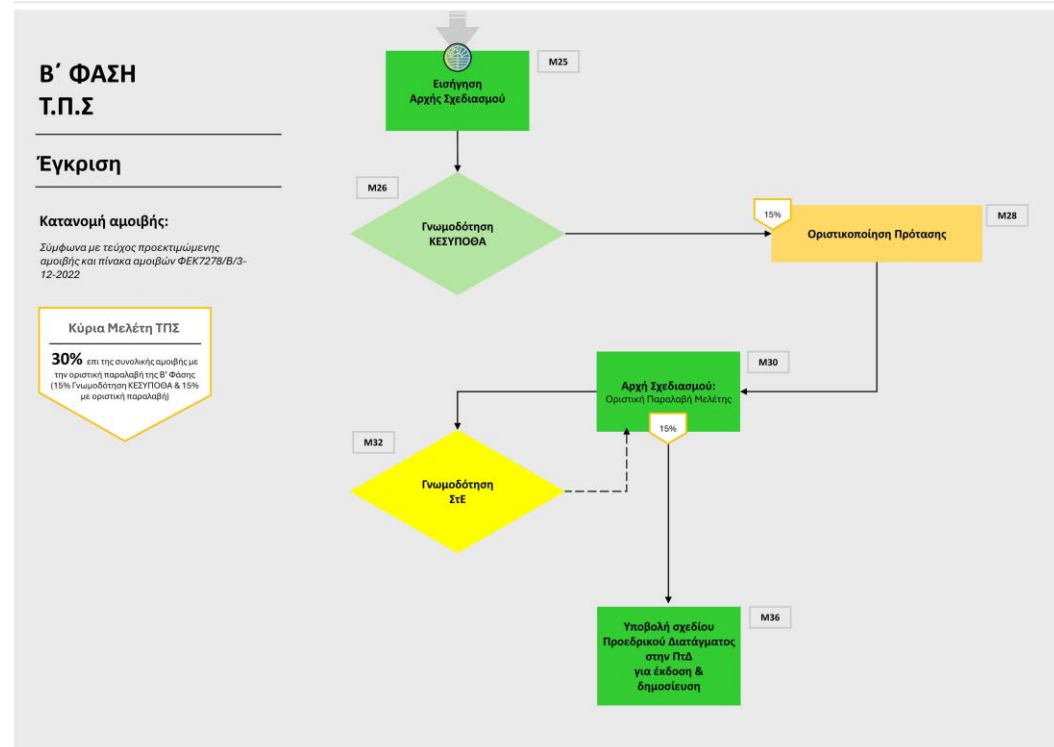 Β΄ ΦΑΣΗ
Τ.Π.Σ
Έγκριση
Κατανομή αμοιβής:
Σύμφωνα με τεύχος προεκτιμώμενης
αμοιβής και πίνακα αμοιβών ΦΕΚ7278/Β/3-
12-2022
Κύρια Μελέτη ΤΠΣ
30% επι της συνολικής αμοιβής με
την οριστική παραλαβή της Β' Φάσης
(15% Γνωμοδότηση ΚΕΣΥΠΟΘΑ & 15%
με οριστική παραλαβή)
M25
Εισήγηση
Αρχής Σχεδιασμού
M26
Γνωμοδότηση
ΚΕΣΥΠΟΘΑ
15%
M28
Οριστικοποίηση Πρότασης
M30
Αρχή Σχεδιασμού:
Οριστική Παραλαβή Μελέτης
15%
M32
Γνωμοδότηση
ΣτΕ
M36
Υποβολή σχεδίου
Προεδρικού Διατάγματος
στην ΠτΔ
για έκδοση &
δημοσίευση